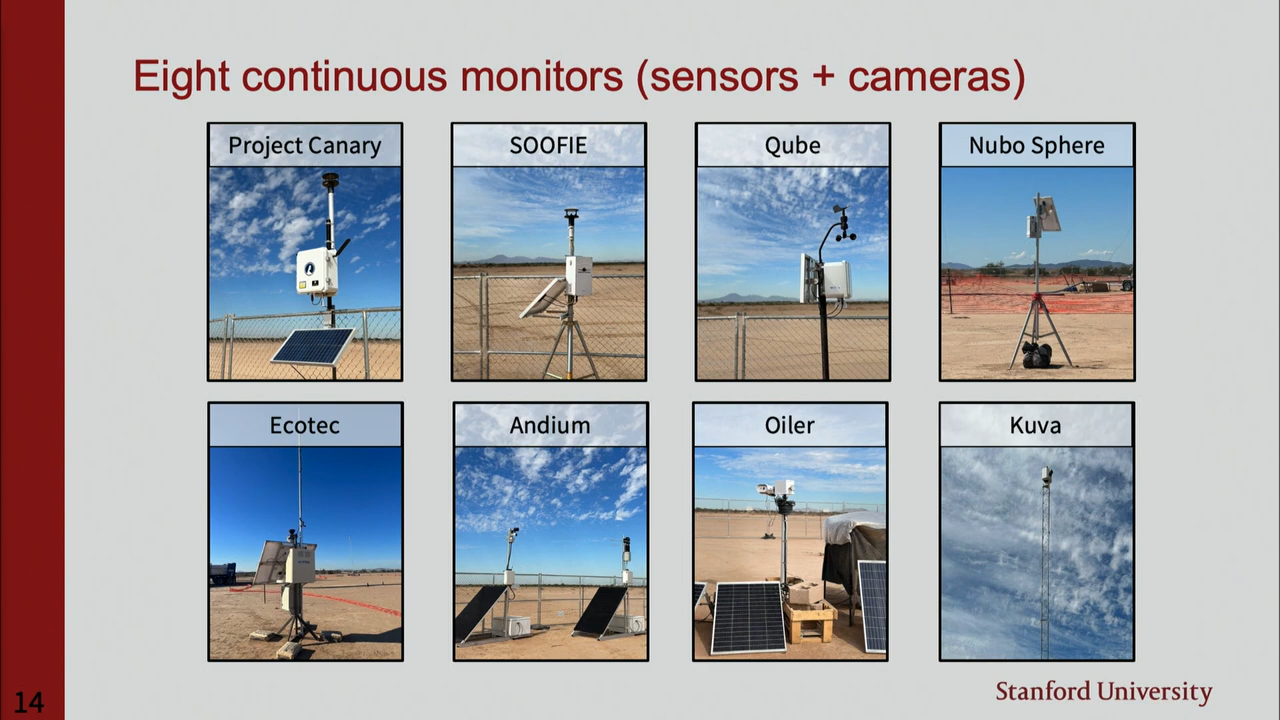 Eight continuous monitors (sensors + cameras)
Project Canary
SOOFIE
Qube
Nubo Sphere
Ecotec
Andium
Oiler
Kuva
14
Stanford University